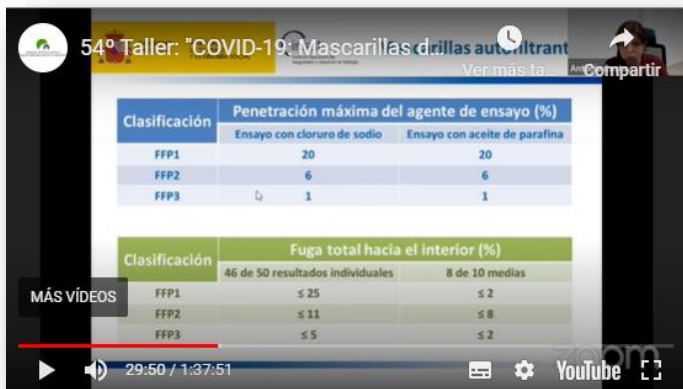 54º Taller: "COVID-19: Mascarillas d...
carillas autofiltrant
Ver más ta...
Compartir
Clasificación
Penetración máxima del agente de ensayo (%)
Ensayo con cloruro de sodio Ensayo con aceite de parafina
FFP1 20 20
FFP2 6 6
FFP3 1 1
Clasificación
Fuga total hacia el interior (%)
46 de 50 resultados individuales 8 de 10 medias
FFP1 ≤ 25 ≤ 2
FFP2 ≤ 11 ≤ 8
FFP3 ≤ 5 ≤ 2
MÁS VÍDEOS
zoom
29:50 / 1:37:51
YouTube